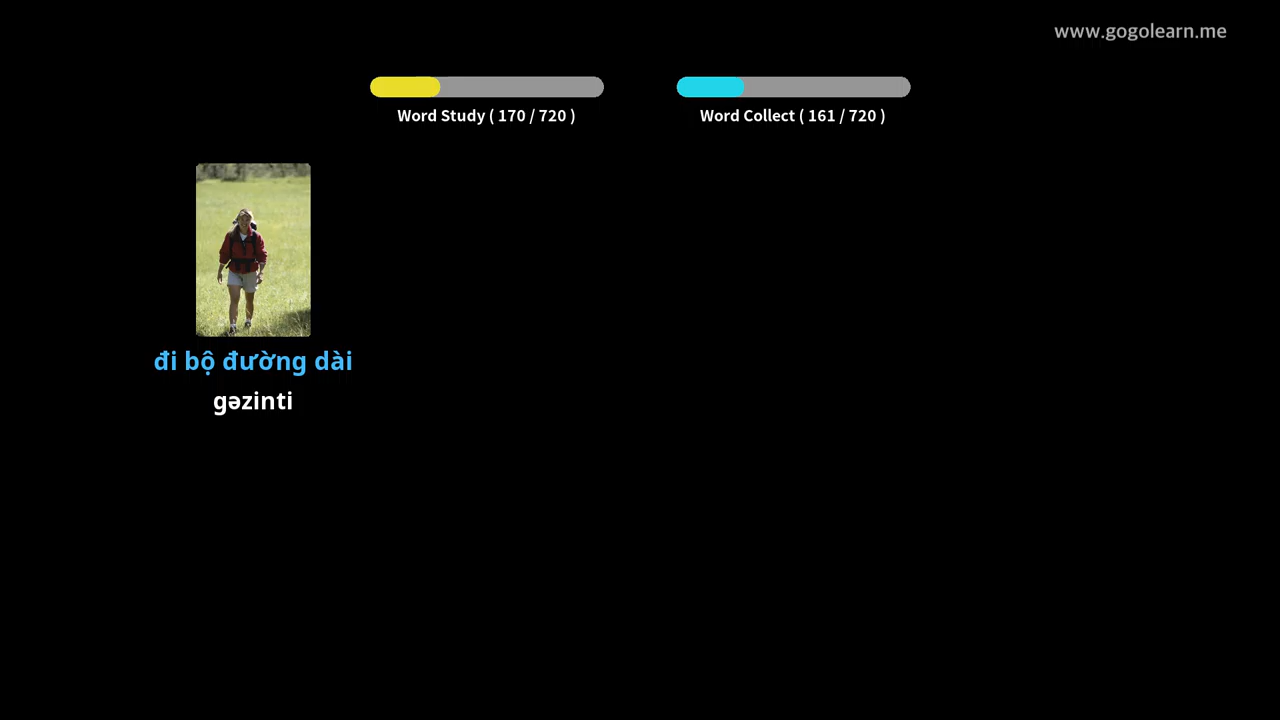 www.gogolearn.me
Word Study ( 170 / 720 )
Word Collect ( 161 / 720 )
đi bộ đường dài
gəzinti